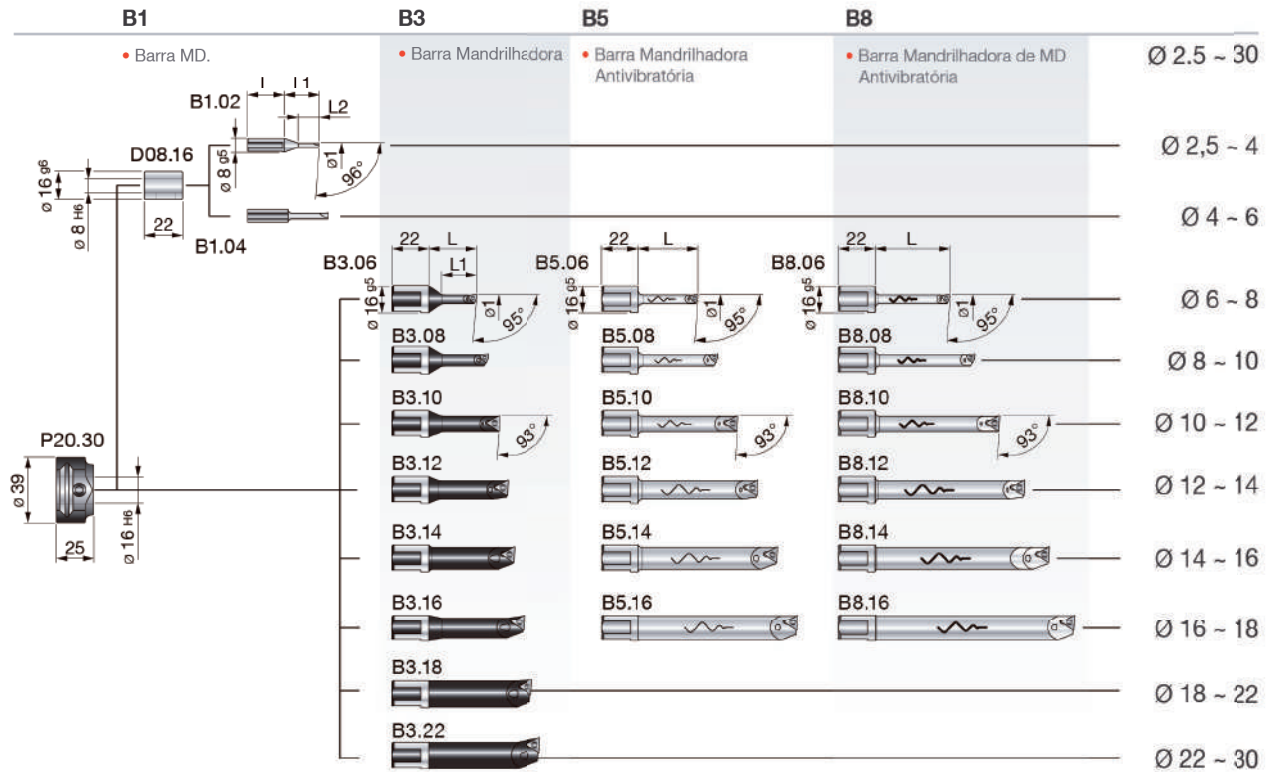 B1 B3 B5 B8
• Barra MD.
• Barra Mandrilhadora
• Barra Mandrilhadora
Antivibratória
• Barra Mandrilhadora de MD
Antivibratória
Ø 2.5 ~ 30
B1.02
l l 1
L2
D08.16
Ø 8 g5
Ø1
96°
Ø 2,5 ~ 4
Ø 16 g6
Ø 8 H6
22
B1.04
Ø 4 ~ 6
B3.06
22 L
L1
Ø 16 g5
Ø1
95°
B5.06
22 L
Ø 16 g5
Ø1
95°
B8.06
22 L
Ø 16 g5
Ø1
95°
Ø 6 ~ 8
B3.08 B5.08 B8.08
Ø 8 ~ 10
B3.10
93°
B5.10
93°
B8.10
93°
Ø 10 ~ 12
P20.30
Ø 39
25
Ø 16 H6
B3.12 B5.12 B8.12
Ø 12 ~ 14
B3.14 B5.14 B8.14
Ø 14 ~ 16
B3.16 B5.16 B8.16
Ø 16 ~ 18
B3.18
Ø 18 ~ 22
B3.22
Ø 22 ~ 30